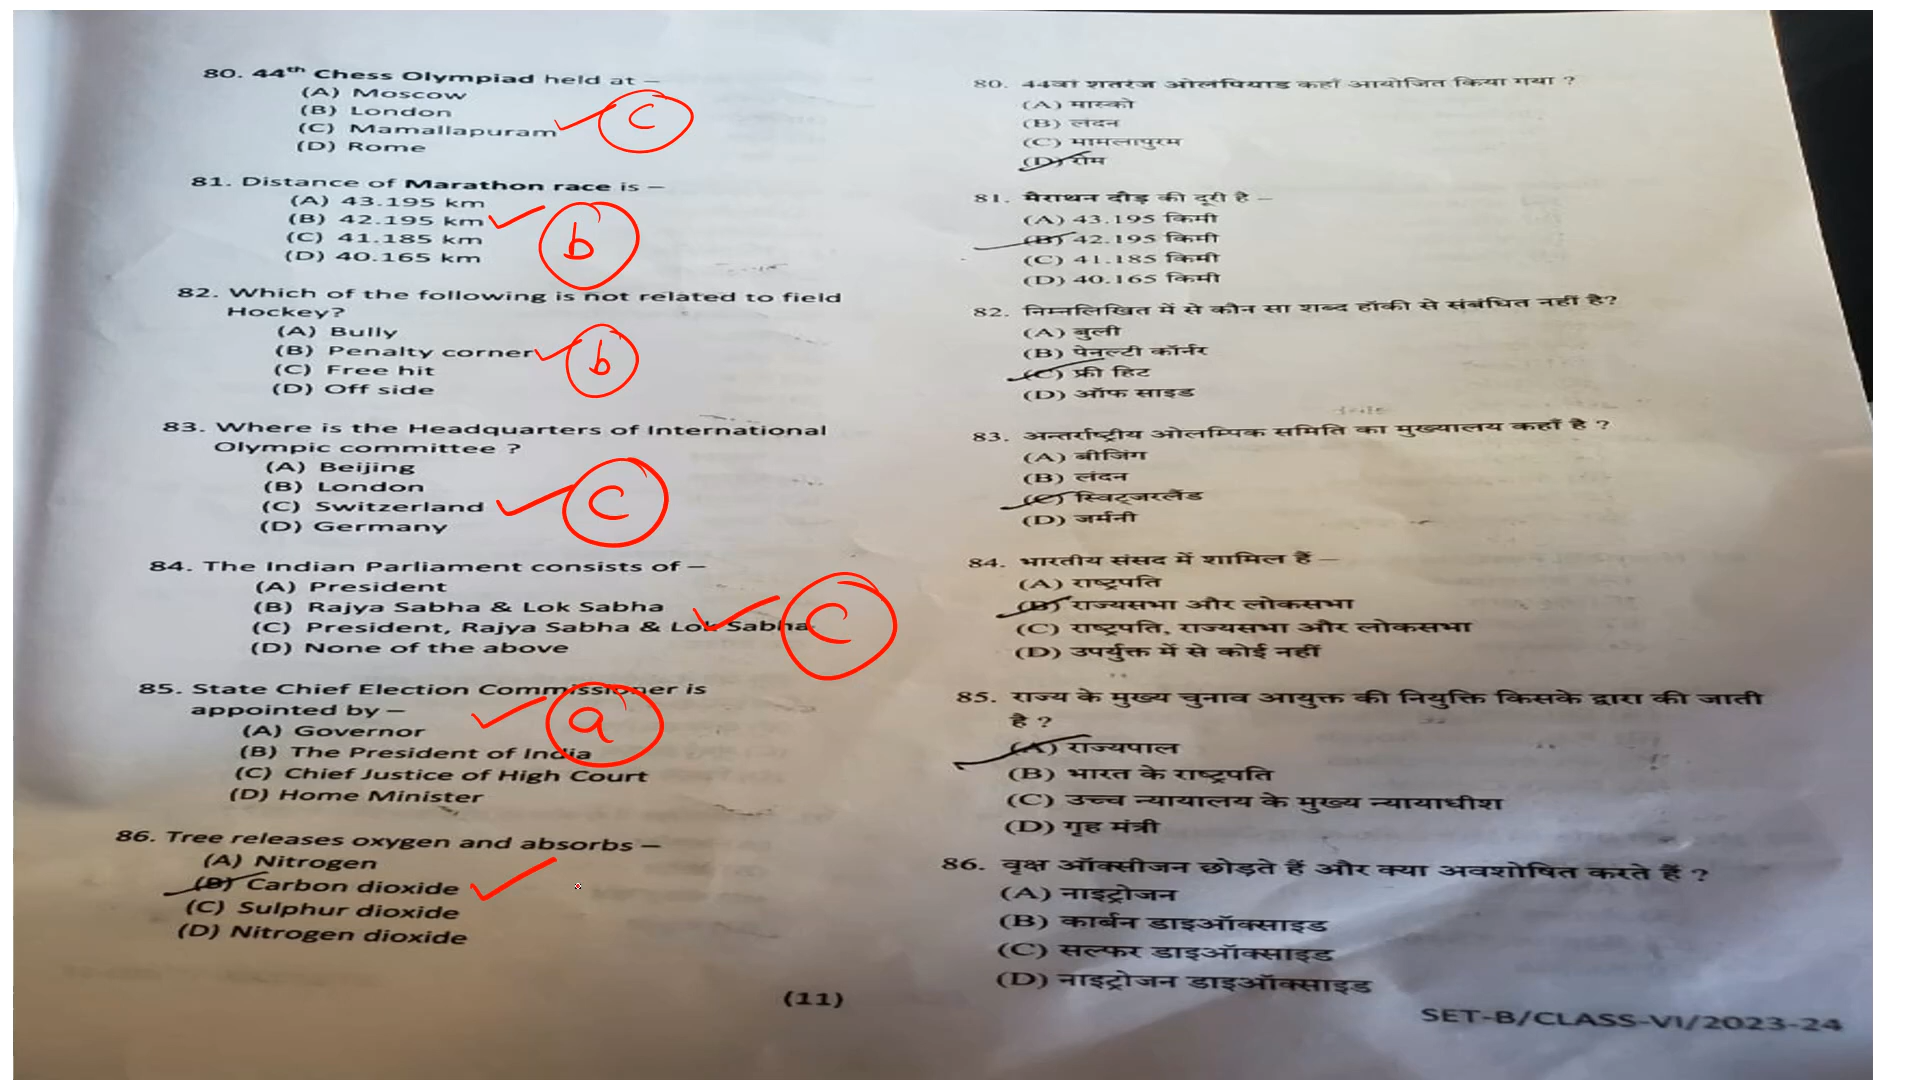 80. 44th Chess Olympiad held at –
(A) Moscow
(B) London
(C) Mamallapuram
C
(D) Rome
81. Distance of Marathon race is –
(A) 43.195 km
(B) 42.195 km
b
(C) 41.185 km
(D) 40.165 km
82. Which of the following is not related to field
Hockey?
(A) Bully
(B) Penalty corner
b
(C) Free hit
(D) Off side
83. Where is the Headquarters of International
Olympic committee ?
(A) Beijing
(B) London
(C) Switzerland
C
(D) Germany
84. The Indian Parliament consists of –
(A) President
(B) Rajya Sabha & Lok Sabha
(C) President, Rajya Sabha & Lok Sabha
C
(D) None of the above
85. State Chief Election Commissioner is
appointed by –
a
(A) Governor
(B) The President of India
(C) Chief Justice of High Court
(D) Home Minister
86. Tree releases oxygen and absorbs –
(A) Nitrogen
(B) Carbon dioxide
(C) Sulphur dioxide
(D) Nitrogen dioxide
80. 44वां शतरंज ओलंपियाड कहाँ आयोजित किया गया ?
(A) मास्को
(B) लंदन
(C) मामलापुरम
(D) रोम
81. मैराथन दौड़ की दूरी है –
(A) 43.195 किमी
(B) 42.195 किमी
(C) 41.185 किमी
(D) 40.165 किमी
82. निम्नलिखित में से कौन सा शब्द हॉकी से संबंधित नहीं है?
(A) बुली
(B) पेनल्टी कॉर्नर
(C) फ्री हिट
(D) ऑफ साइड
83. अन्तर्राष्ट्रीय ओलम्पिक समिति का मुख्यालय कहाँ है ?
(A) बीजिंग
(B) लंदन
(C) स्विट्जरलैंड
(D) जर्मनी
84. भारतीय संसद में शामिल हैं –
(A) राष्ट्रपति
(B) राज्यसभा और लोकसभा
(C) राष्ट्रपति, राज्यसभा और लोकसभा
(D) उपर्युक्त में से कोई नहीं
85. राज्य के मुख्य चुनाव आयुक्त की नियुक्ति किसके द्वारा की जाती
है ?
(A) राज्यपाल
(B) भारत के राष्ट्रपति
(C) उच्च न्यायालय के मुख्य न्यायाधीश
(D) गृह मंत्री
86. वृक्ष ऑक्सीजन छोड़ते हैं और क्या अवशोषित करते हैं ?
(A) नाइट्रोजन
(B) कार्बन डाइऑक्साइड
(C) सल्फर डाइऑक्साइड
(D) नाइट्रोजन डाइऑक्साइड
(11)
SET-B/CLASS-VI/2023-24